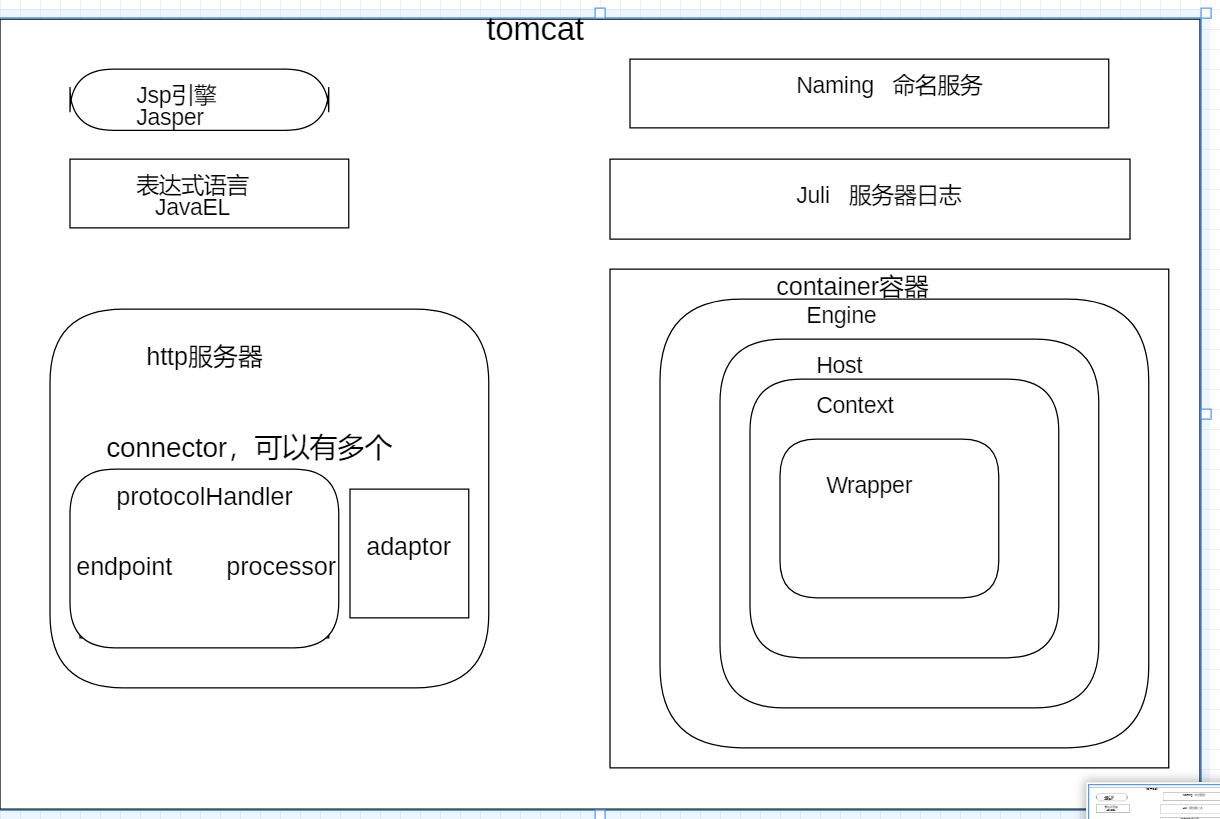 tomcat
Jsp引擎
Jasper
Naming 命名服务
表达式语言
JavaEL
Juli 服务器日志
container容器
Engine
Host
Context
Wrapper
http服务器
connector，可以有多个
protocolHandler
endpoint processor
adaptor